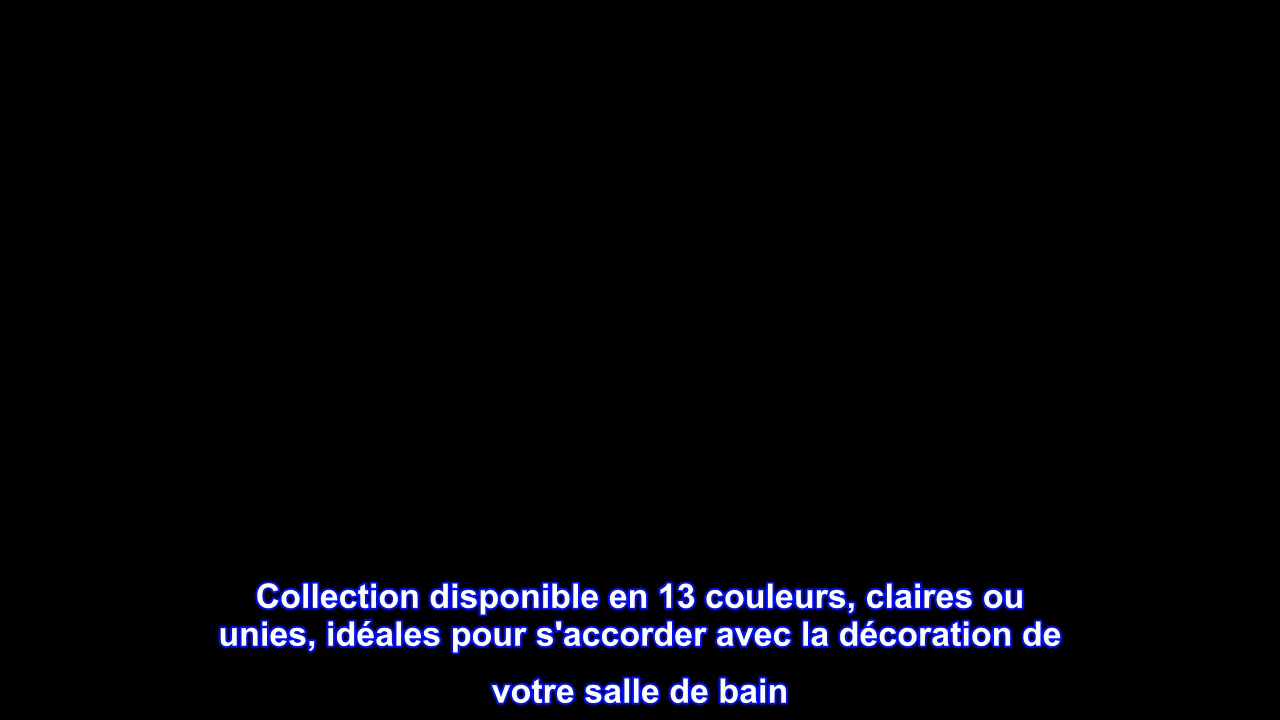 Collection disponible en 13 couleurs, claires ou
unies, idéales pour s'accorder avec la décoration de
votre salle de bain